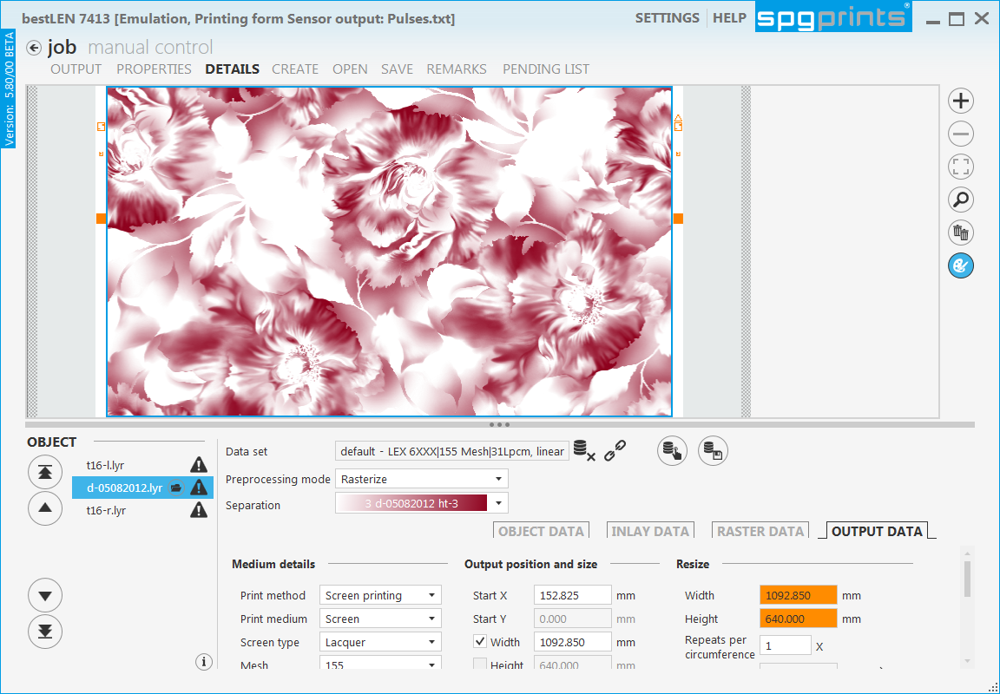 bestLEN 7413 [Emulation, Printing form Sensor output: Pulses.txt]
SETTINGS HELP
spgprints®
Version: 5.80/00 BETA
job manual control
OUTPUT PROPERTIES DETAILS CREATE OPEN SAVE REMARKS PENDING LIST
OBJECT
t16-l.lyr
d-05082012.lyr
t16-r.lyr
Data set default - LEX 6XXX|155 Mesh|31Lpcm, linear
Preprocessing mode Rasterize
Separation 3 d-05082012 ht-3
OBJECT DATA INLAY DATA RASTER DATA OUTPUT DATA
Medium details Output position and size Resize
Print method Screen printing Start X 152.825 mm Width 1092.850 mm
Print medium Screen Start Y 0.000 mm Height 640.000 mm
Screen type Lacquer Width 1092.850 mm Repeats per
circumference 1 X
Mesh 155 Height 640.000 mm